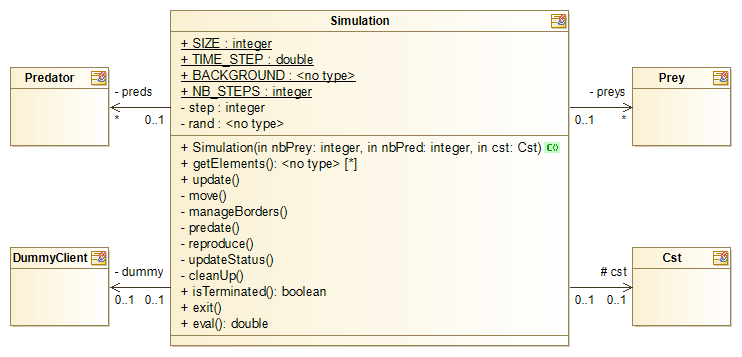 Simulation
+ SIZE : integer
+ TIME_STEP : double
+ BACKGROUND : <no type>
+ NB_STEPS : integer
- step : integer
- rand : <no type>
+ Simulation(in nbPrey: integer, in nbPred: integer, in cst: Cst) C()
+ getElements(): <no type> [*]
+ update()
- move()
- manageBorders()
- predate()
- reproduce()
- updateStatus()
- cleanUp()
+ isTerminated(): boolean
+ exit()
+ eval(): double
Predator
- preds
* 0..1
Prey
- preys
0..1 *
DummyClient
- dummy
0..1 0..1
Cst
# cst
0..1 0..1